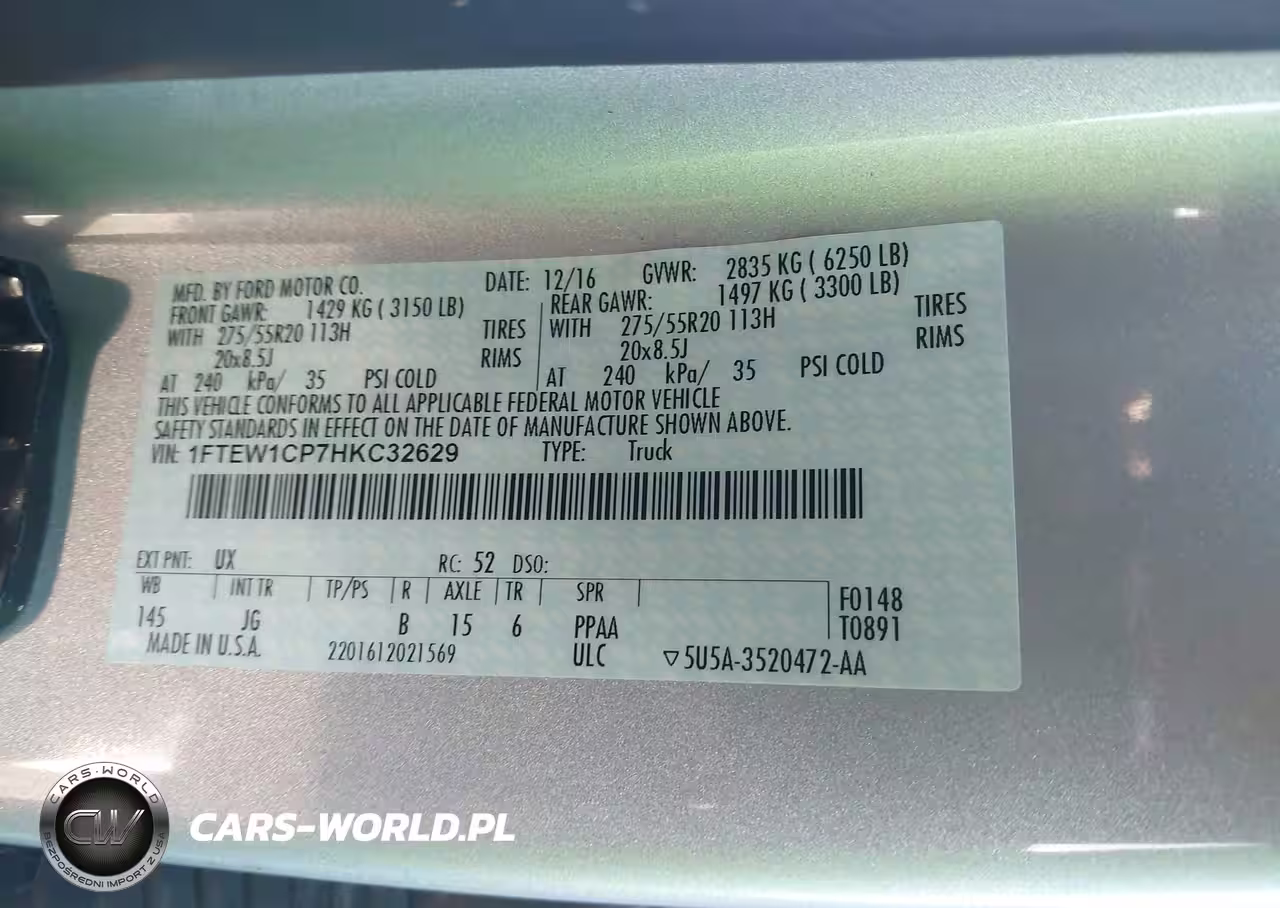 MFD. BY FORD MOTOR CO. DATE: 12/16 GVWR: 2835 KG ( 6250 LB)
FRONT GAWR: 1429 KG ( 3150 LB) REAR GAWR: 1497 KG ( 3300 LB)
WITH 275/55R20 113H TIRES WITH 275/55R20 113H TIRES
20x8.5J RIMS 20x8.5J RIMS
AT 240 kPa/ 35 PSI COLD AT 240 kPa/ 35 PSI COLD
THIS VEHICLE CONFORMS TO ALL APPLICABLE FEDERAL MOTOR VEHICLE
SAFETY STANDARDS IN EFFECT ON THE DATE OF MANUFACTURE SHOWN ABOVE.
VIN: 1FTEW1CP7HKC32629 TYPE: Truck
EXT PNT: UX RC: 52 DSO:
WB INT TR TP/PS R AXLE TR SPR F0148
145 JG B 15 6 PPAA T0891
MADE IN U.S.A. 2201612021569 ULC ▽5U5A-3520472-AA
CARS-WORLD
CW
BEZPOŚREDNI IMPORT Z USA
CARS-WORLD.PL